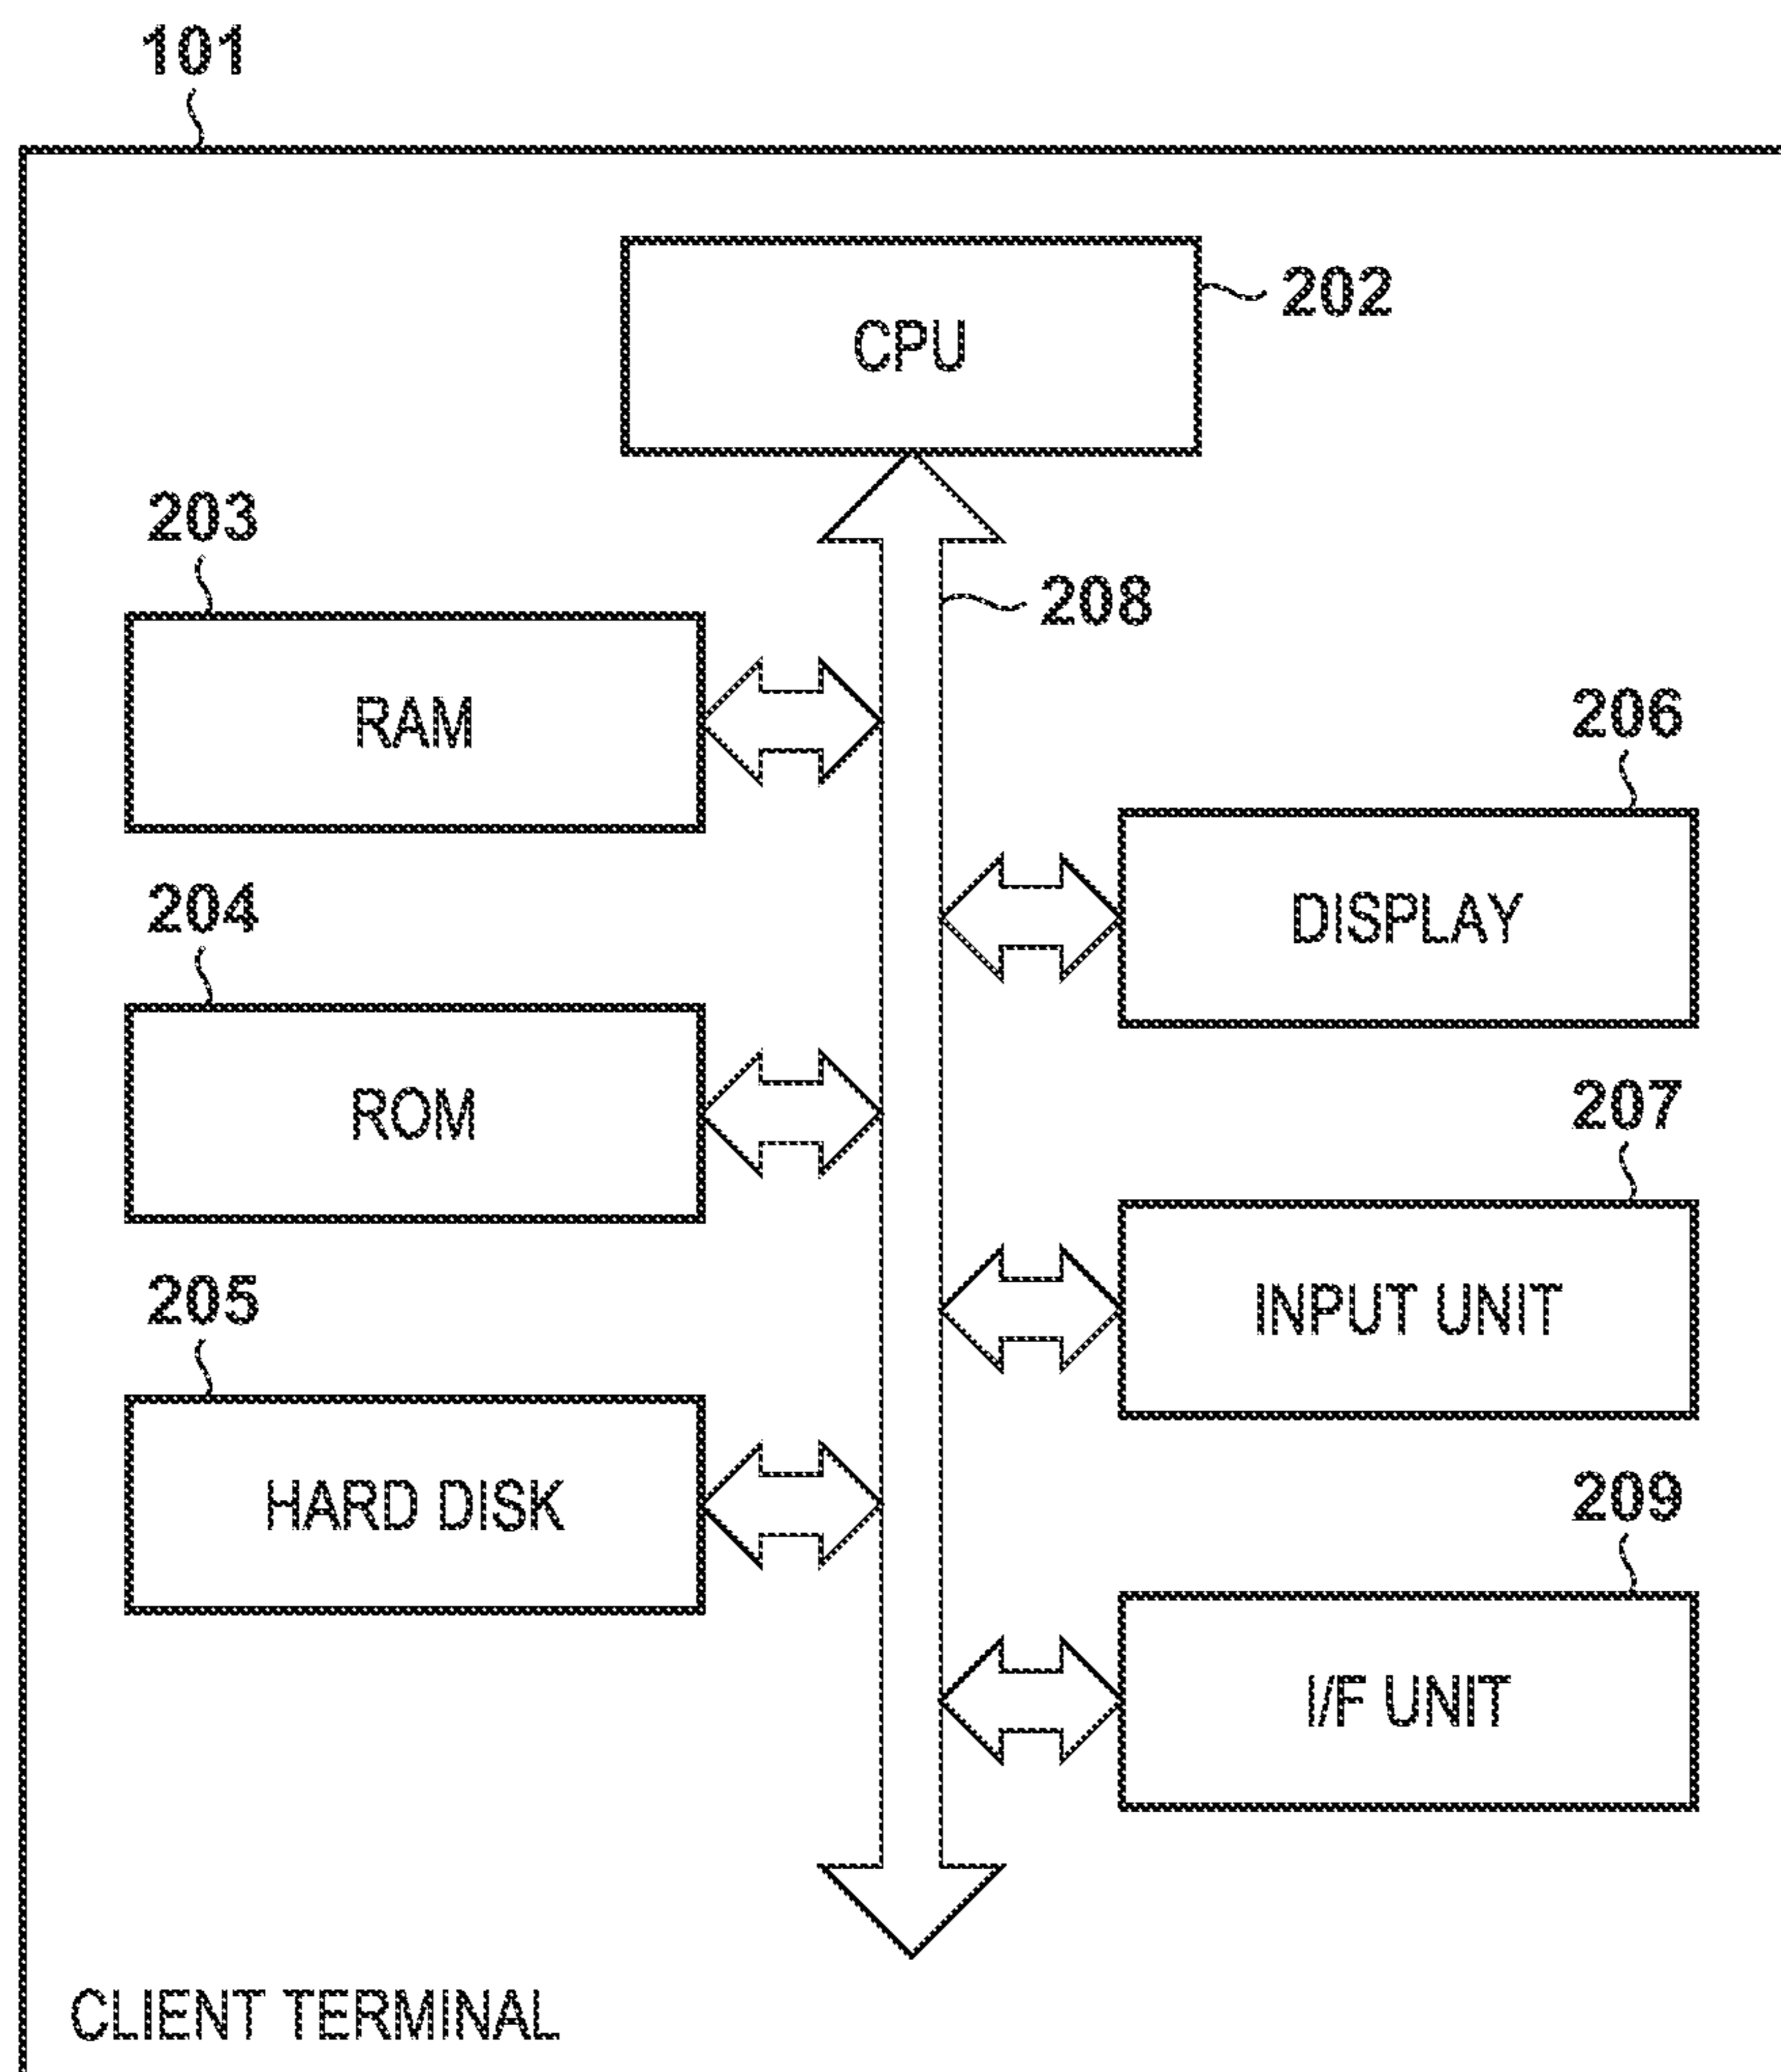 101
CPU
202
203
208
RAM
206
204
DISPLAY
ROM
207
205
INPUT UNIT
HARD DISK
209
I/F UNIT
CLIENT TERMINAL